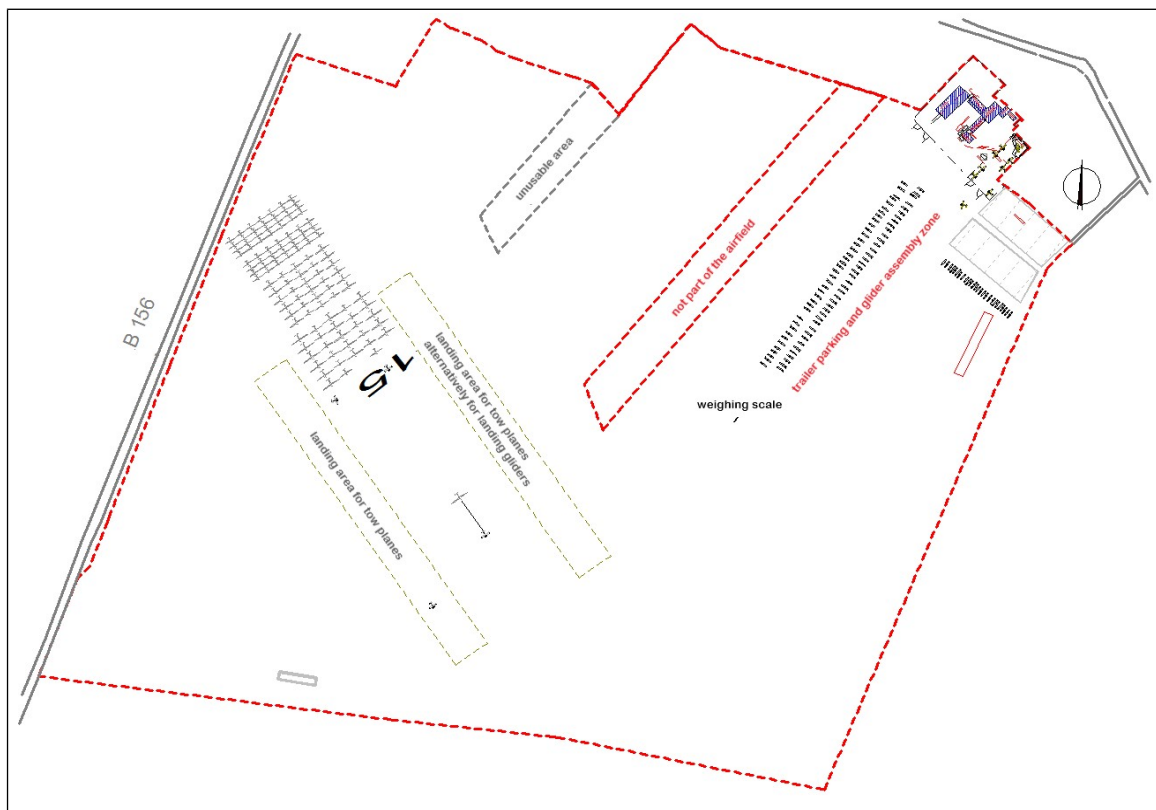 B 156
unusable area
not part of the airfield
trailer parking and glider assembly zone
weighing scale
15
landing area for tow planes
alternatively for landing gliders
landing area for tow planes